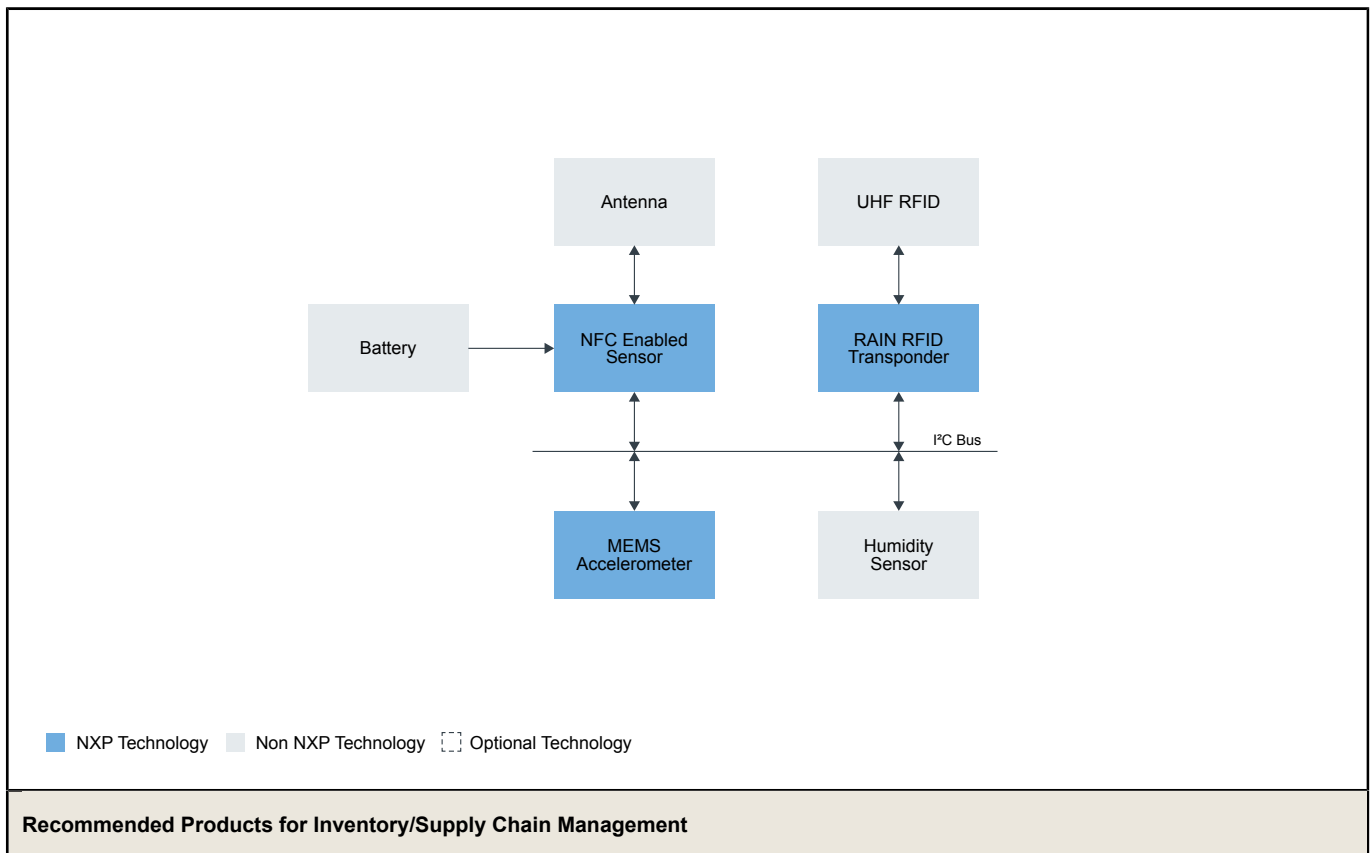 Antenna
UHF RFID
Battery
NFC Enabled
Sensor
RAIN RFID
Transponder
I²C Bus
MEMS
Accelerometer
Humidity
Sensor
NXP Technology
Non NXP Technology
Optional Technology
Recommended Products for Inventory/Supply Chain Management